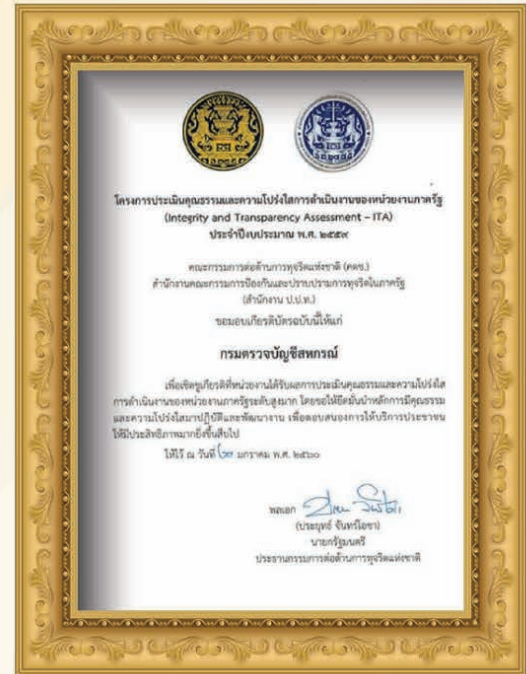 โครงการประเมินคุณธรรมและความโปร่งใสการดำเนินงานของหน่วยงานภาครัฐ
(Integrity and Transparency Assessment – ITA)
ประจำปีงบประมาณ พ.ศ. ๒๕๕๙
คณะกรรมการต่อต้านการทุจริตแห่งชาติ (คตช.)
สำนักงานคณะกรรมการป้องกันและปราบปรามการทุจริตในภาครัฐ
(สำนักงาน ป.ป.ท.)
ขอมอบเกียรติบัตรฉบับนี้ให้แก่
กรมตรวจบัญชีสหกรณ์
เพื่อเชิดชูเกียรติที่หน่วยงานได้รับผลการประเมินคุณธรรมและความโปร่งใส
การดำเนินงานของหน่วยงานภาครัฐระดับสูงมาก โดยขอให้ยึดมั่นนำหลักการมีคุณธรรม
และความโปร่งใสมาปฏิบัติและพัฒนางาน เพื่อตอบสนองการให้บริการประชาชน
ให้มีประสิทธิภาพมากยิ่งขึ้นสืบไป
ให้ไว้ ณ วันที่ มกราคม พ.ศ. ๒๕๖๐
พลเอก
(ประยุทธ์ จันทร์โอชา)
นายกรัฐมนตรี
ประธานกรรมการต่อต้านการทุจริตแห่งชาติ